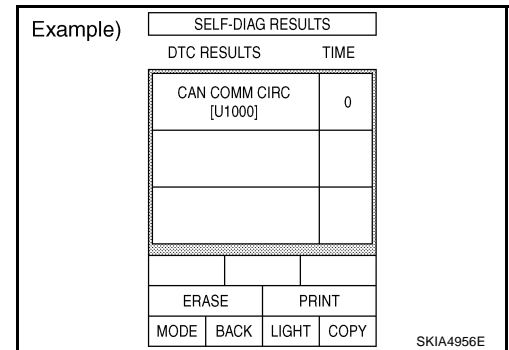 Example)
SELF-DIAG RESULTS
DTC RESULTS TIME
CAN COMM CIRC 0
[U1000]
ERASE PRINT
MODE BACK LIGHT COPY
SKIA4956E